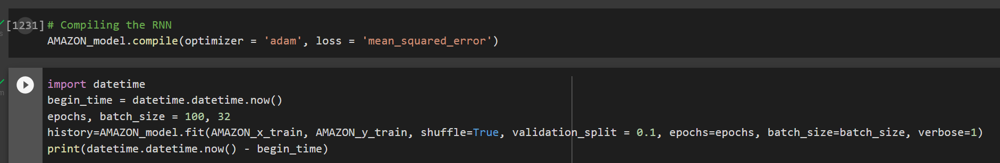 [1231] # Compiling the RNN
AMAZON_model.compile(optimizer = 'adam', loss = 'mean_squared_error')
import datetime
begin_time = datetime.datetime.now()
epochs, batch_size = 100, 32
history=AMAZON_model.fit(AMAZON_x_train, AMAZON_y_train, shuffle=True, validation_split = 0.1, epochs=epochs, batch_size=batch_size, verbose=1)
print(datetime.datetime.now() - begin_time)